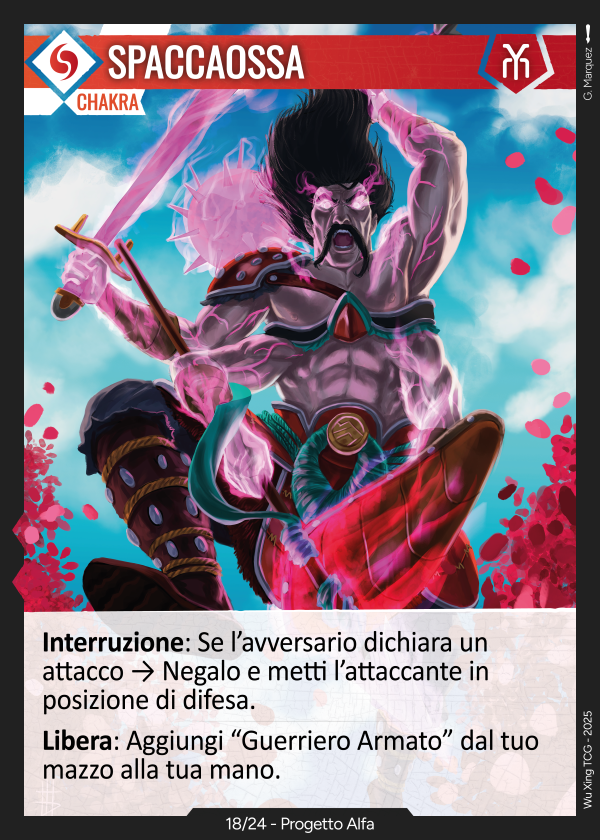 SPACCAOSSA
CHAKRA
G. Marquez
Interruzione: Se l'avversario dichiara un
attacco → Negalo e metti l'attaccante in
posizione di difesa.
Libera: Aggiungi “Guerriero Armato” dal tuo
mazzo alla tua mano.
Wu Xing TCG - 2025
18/24 - Progetto Alfa